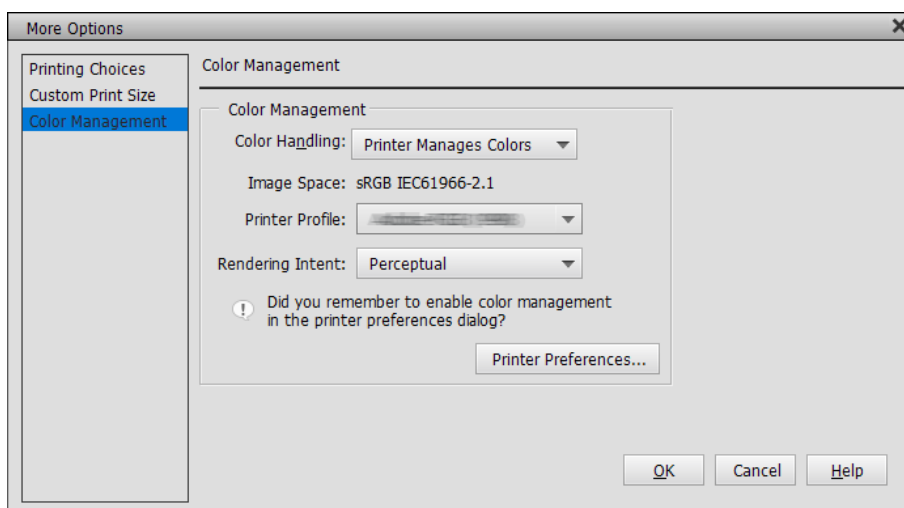 More Options
Printing Choices
Custom Print Size
Color Management
Color Management
Color Management
Color Handling: Printer Manages Colors
Image Space: sRGB IEC61966-2.1
Printer Profile:
Rendering Intent: Perceptual
Did you remember to enable color management
in the printer preferences dialog?
Printer Preferences...
OK Cancel Help